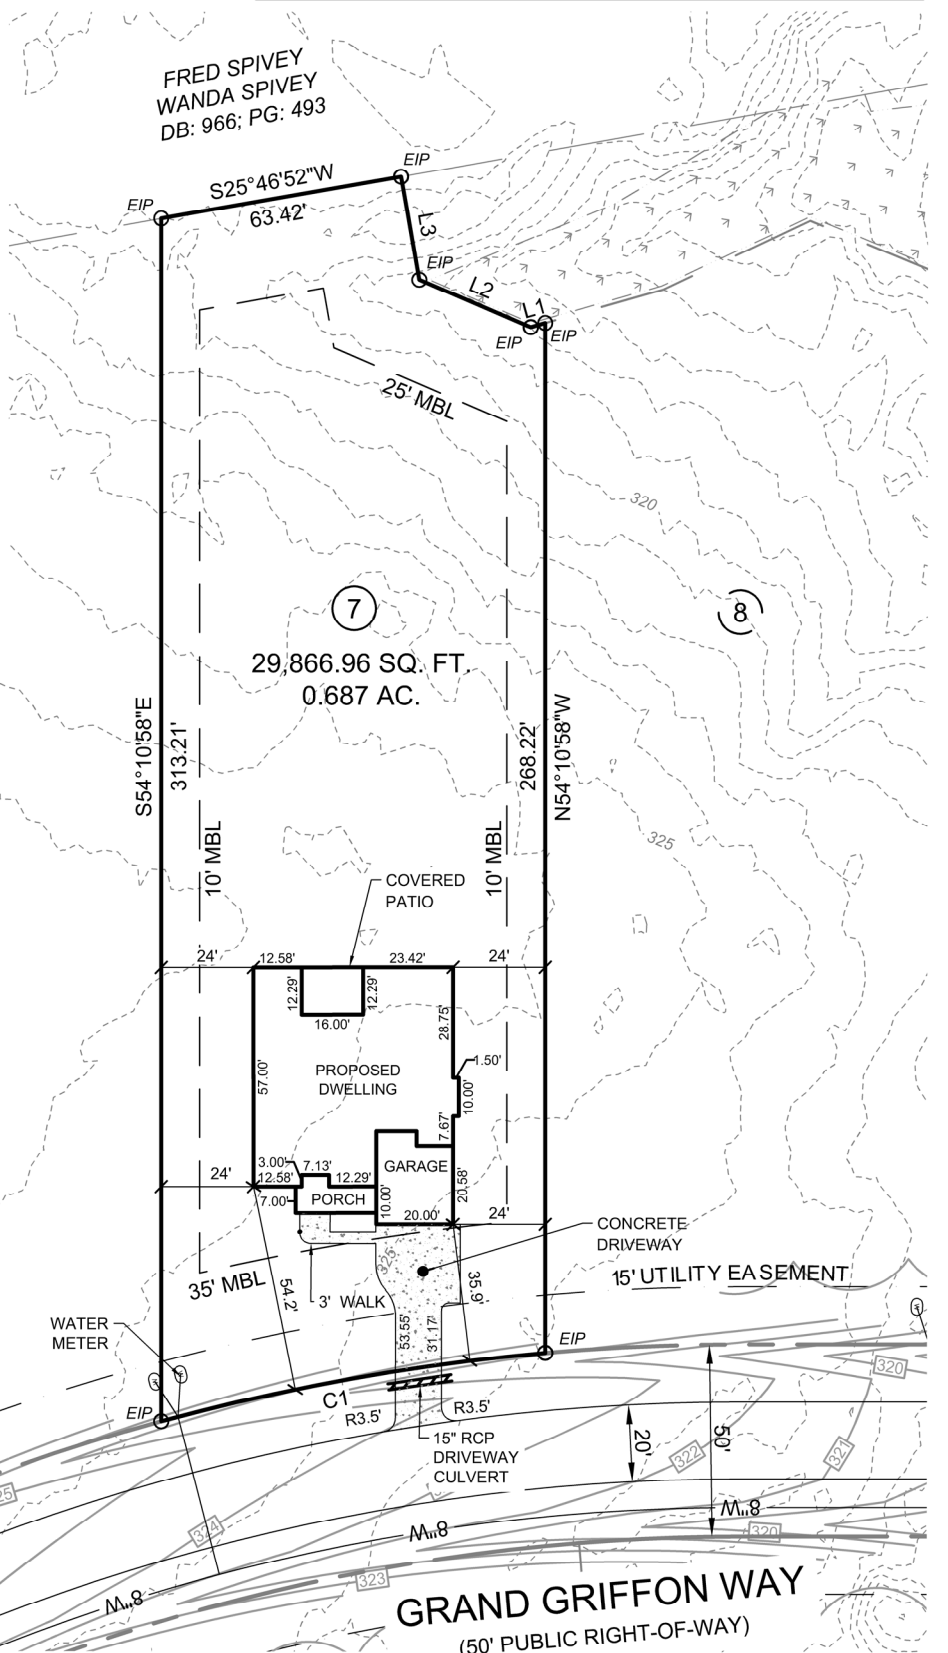 FRED SPIVEY
WANDA SPIVEY
DB: 966; PG: 493
EIP
S25°46'52"W
63.42'
EIP
L3
EIP
L2
L1
EIP
EIP
25' MBL
320
7
8
29,866.96 SQ. FT.
0.687 AC.
S54°10'58"E
313.21'
268.22'
N54°10'58"W
325
10' MBL
10' MBL
COVERED
PATIO
24'
12.58'
23.42'
24'
12.29'
12.29'
16.00'
28.75'
57.00'
PROPOSED
DWELLING
1.50'
10.00'
7.67'
GARAGE
3.00'
7.13'
24'
12.58'
12.29'
7.00'
PORCH
10.00'
20.58'
20.00'
24'
CONCRETE
DRIVEWAY
325
35' MBL
54.2'
3' WALK
35.9'
15' UTILITY EASEMENT
WATER
METER
53.55'
31.17'
EIP
320
EIP
C1
R3.5'
R3.5'
15" RCP
DRIVEWAY
CULVERT
20'
50'
322
321
25
324
8"W
8"W
320
323
8"W
GRAND GRIFFON WAY
(50' PUBLIC RIGHT-OF-WAY)